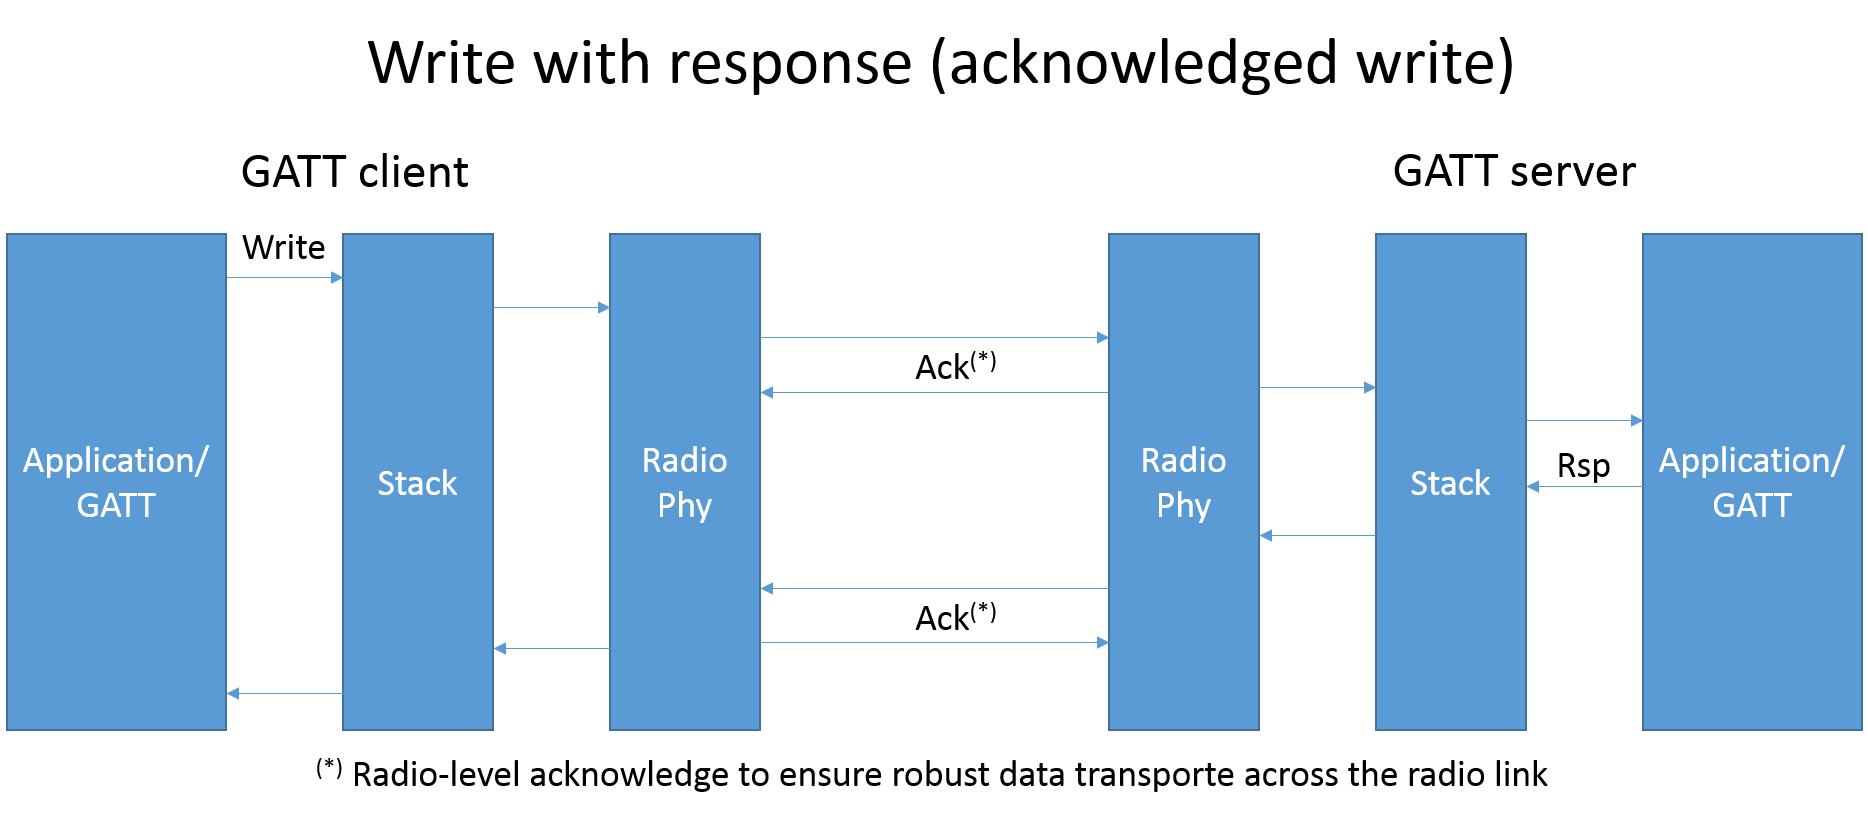 Write with response (acknowledged write)
GATT client
GATT server
Write
Ack(*)
Rsp
Application/
GATT
Stack
Radio
Phy
Radio
Phy
Stack
Application/
GATT
Ack(*)
(*) Radio-level acknowledge to ensure robust data transporte across the radio link